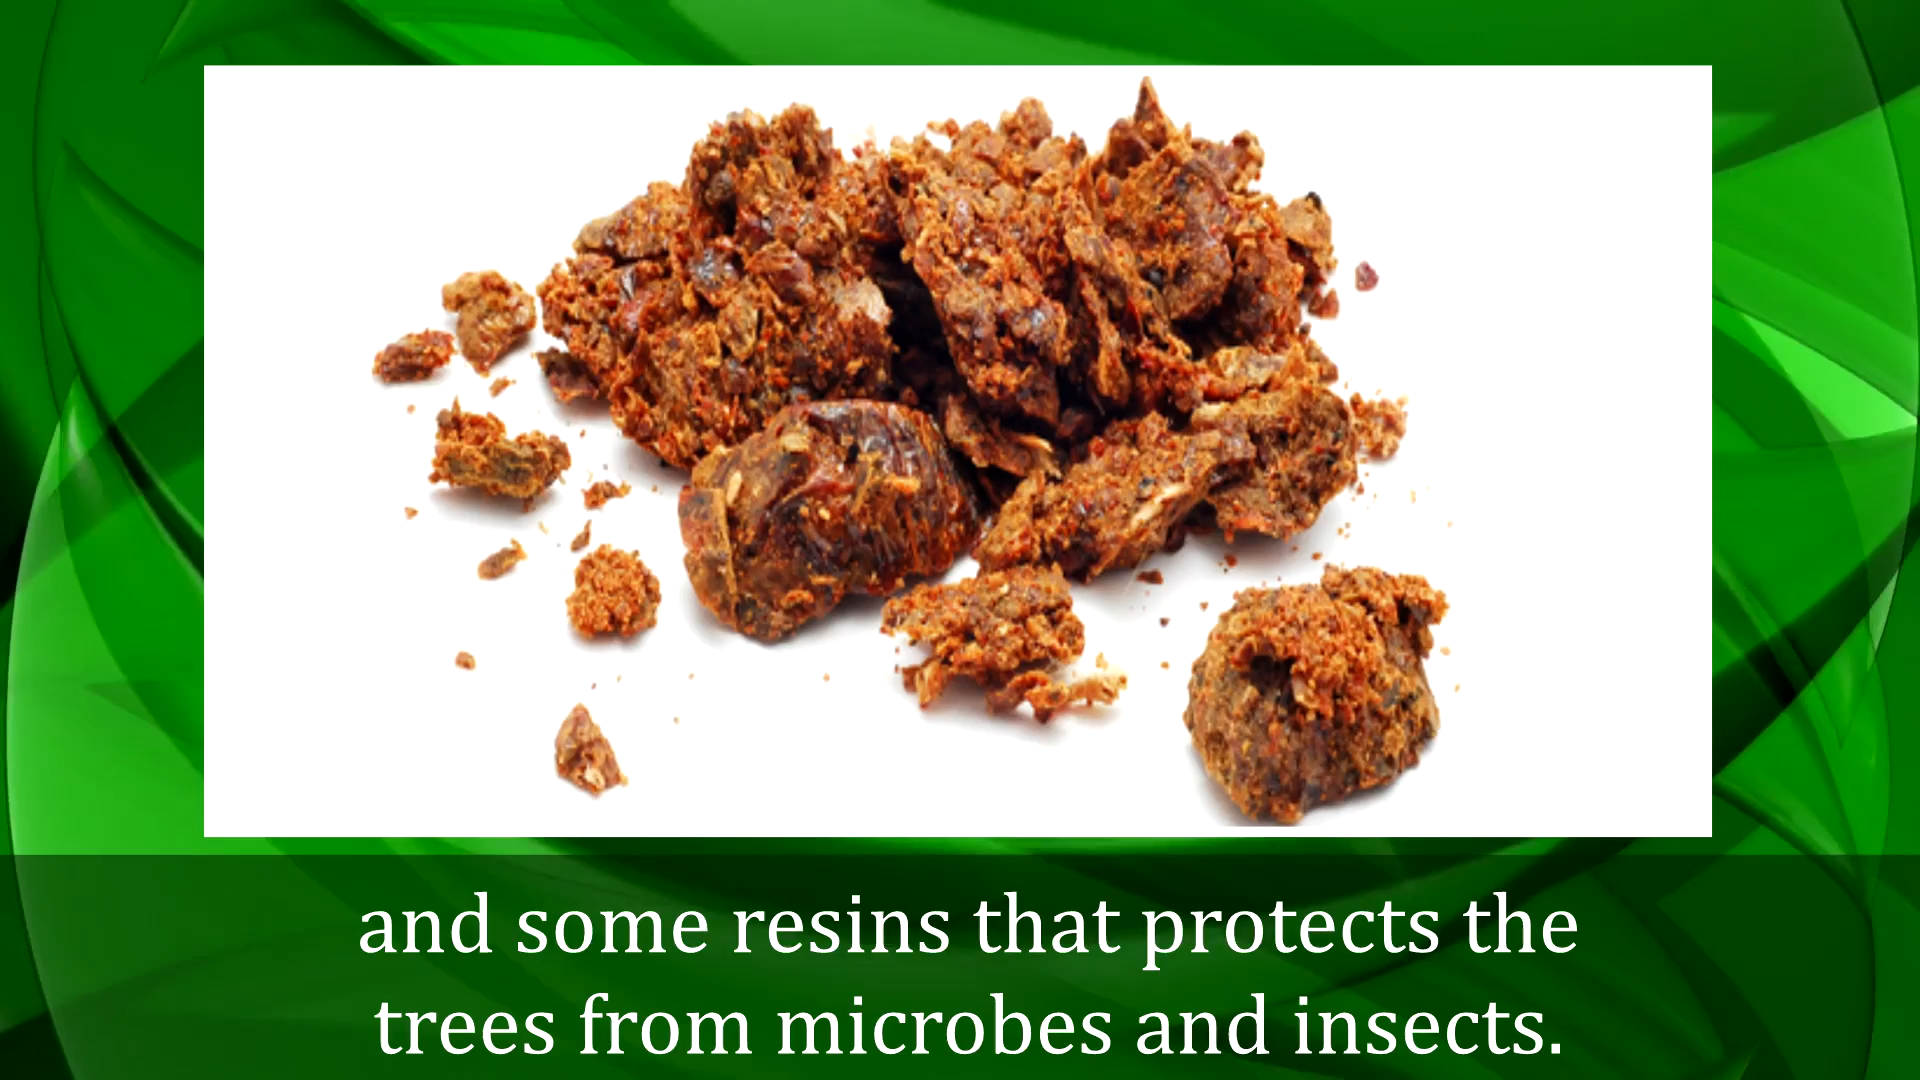 and some resins that protects the
trees from microbes and insects.